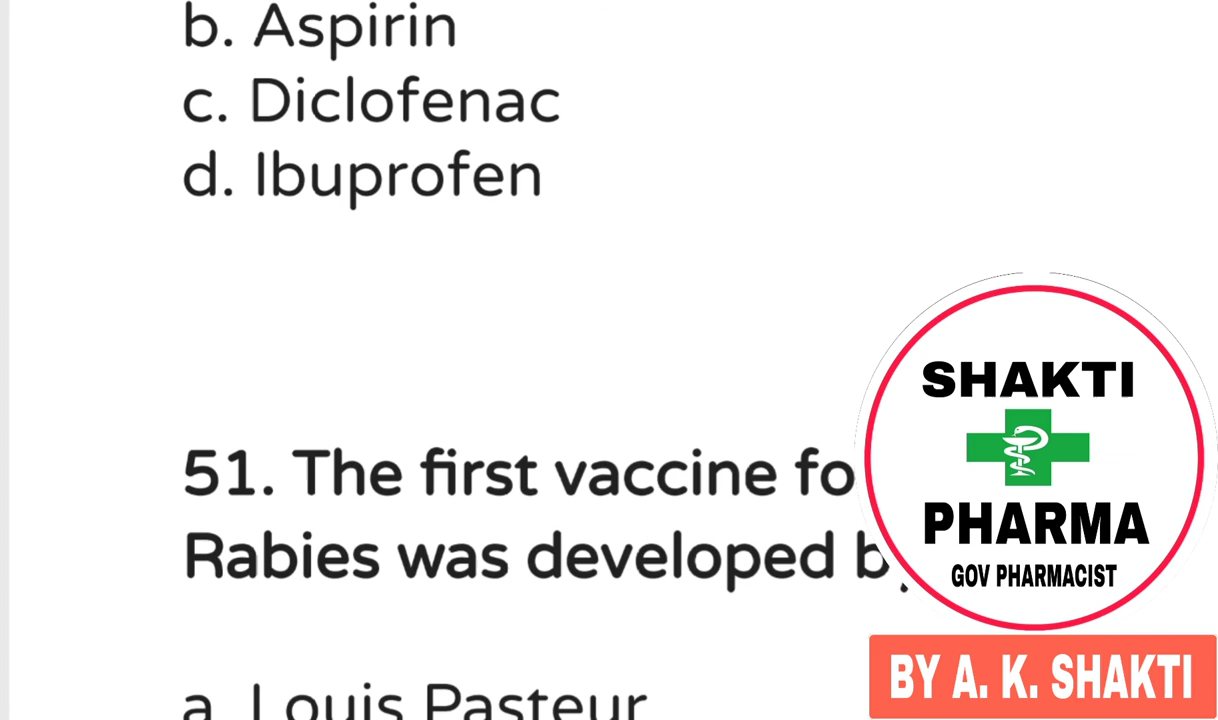 b. Aspirin
c. Diclofenac
d. Ibuprofen
51. The first vaccine fo
Rabies was developed b
a. Louis Pasteur
SHAKTI
PHARMA
GOV PHARMACIST
BY A. K. SHAKTI